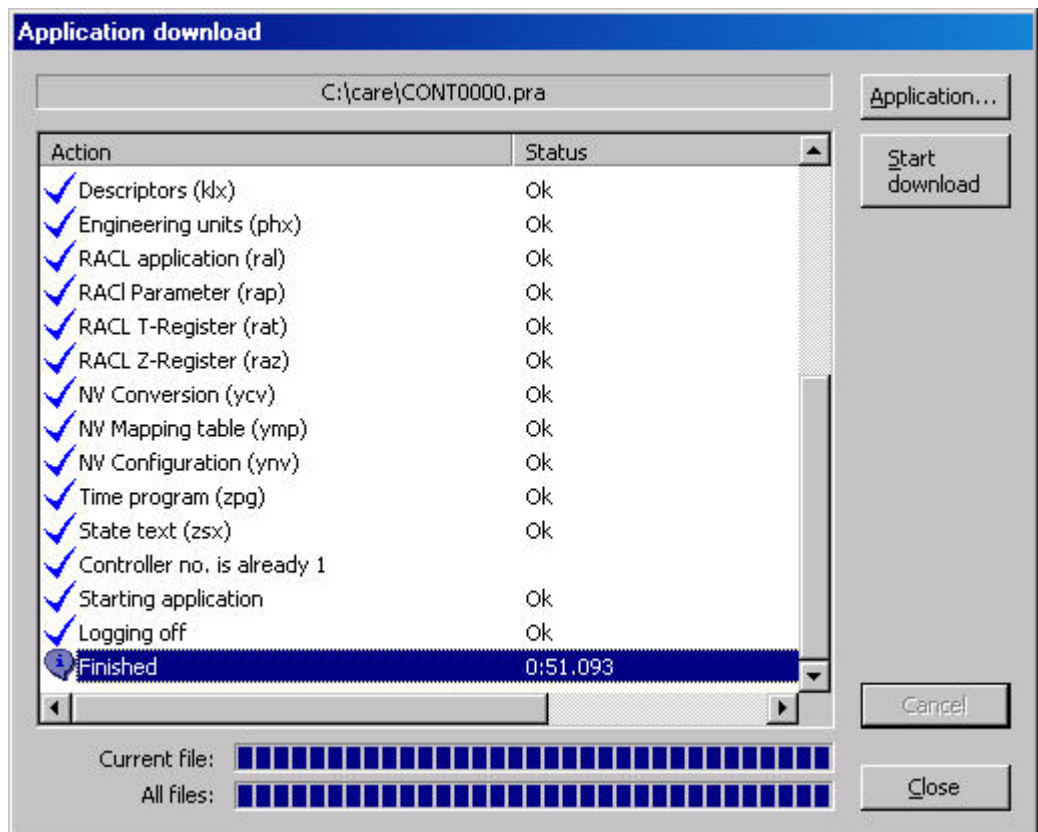 Application download
C:\care\CONT0000.pra
Application...
Action Status
Start
download
Descriptors (klx) Ok
Engineering units (phx) Ok
RACL application (ral) Ok
RACl Parameter (rap) Ok
RACL T-Register (rat) Ok
RACL Z-Register (raz) Ok
NV Conversion (ycv) Ok
NV Mapping table (ymp) Ok
NV Configuration (ynv) Ok
Time program (zpg) Ok
State text (zsx) Ok
Controller no. is already 1
Starting application Ok
Logging off Ok
Finished 0:51.093
Cancel
Current file:
All files:
Close